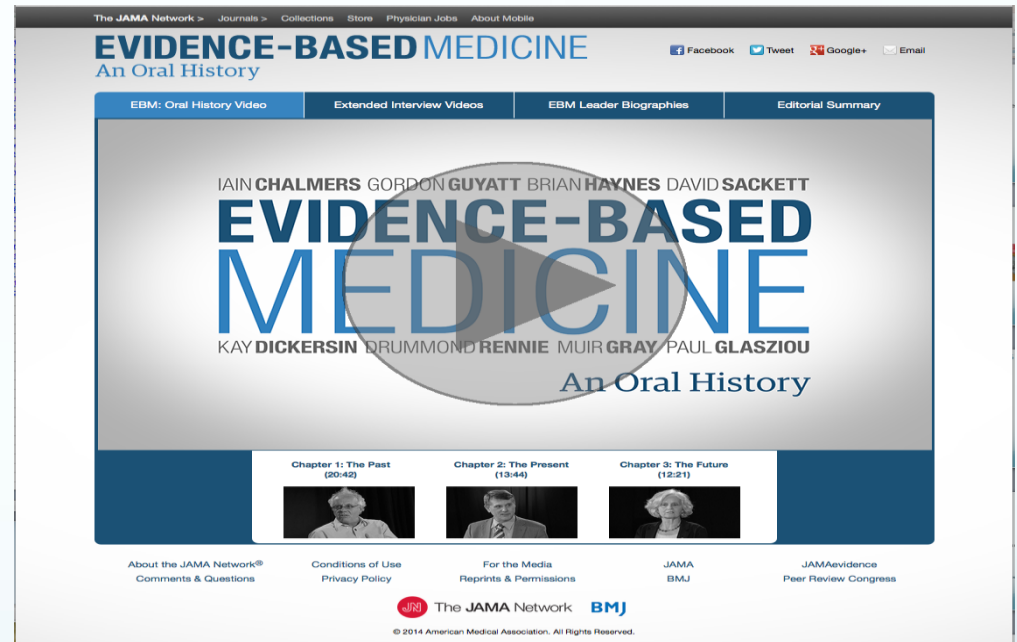 The JAMA Network > Journals > Collections Store Physician Jobs About Mobile
EVIDENCE-BASED MEDICINE
An Oral History
Facebook Tweet Google+ Email
EBM: Oral History Video Extended Interview Videos EBM Leader Biographies Editorial Summary
IAIN CHALMERS GORDON GUYATT BRIAN HAYNES DAVID SACKETT
EVIDENCE-BASED
MEDICINE
KAY DICKERSIN DRUMMOND RENNIE MUIR GRAY PAUL GLASZIOU
An Oral History
Chapter 1: The Past Chapter 2: The Present Chapter 3: The Future
(20:42) (13:44) (12:21)
About the JAMA Network® Conditions of Use For the Media JAMA JAMAevidence
Comments & Questions Privacy Policy Reprints & Permissions BMJ Peer Review Congress
JN The JAMA Network BMJ
© 2014 American Medical Association. All Rights Reserved.